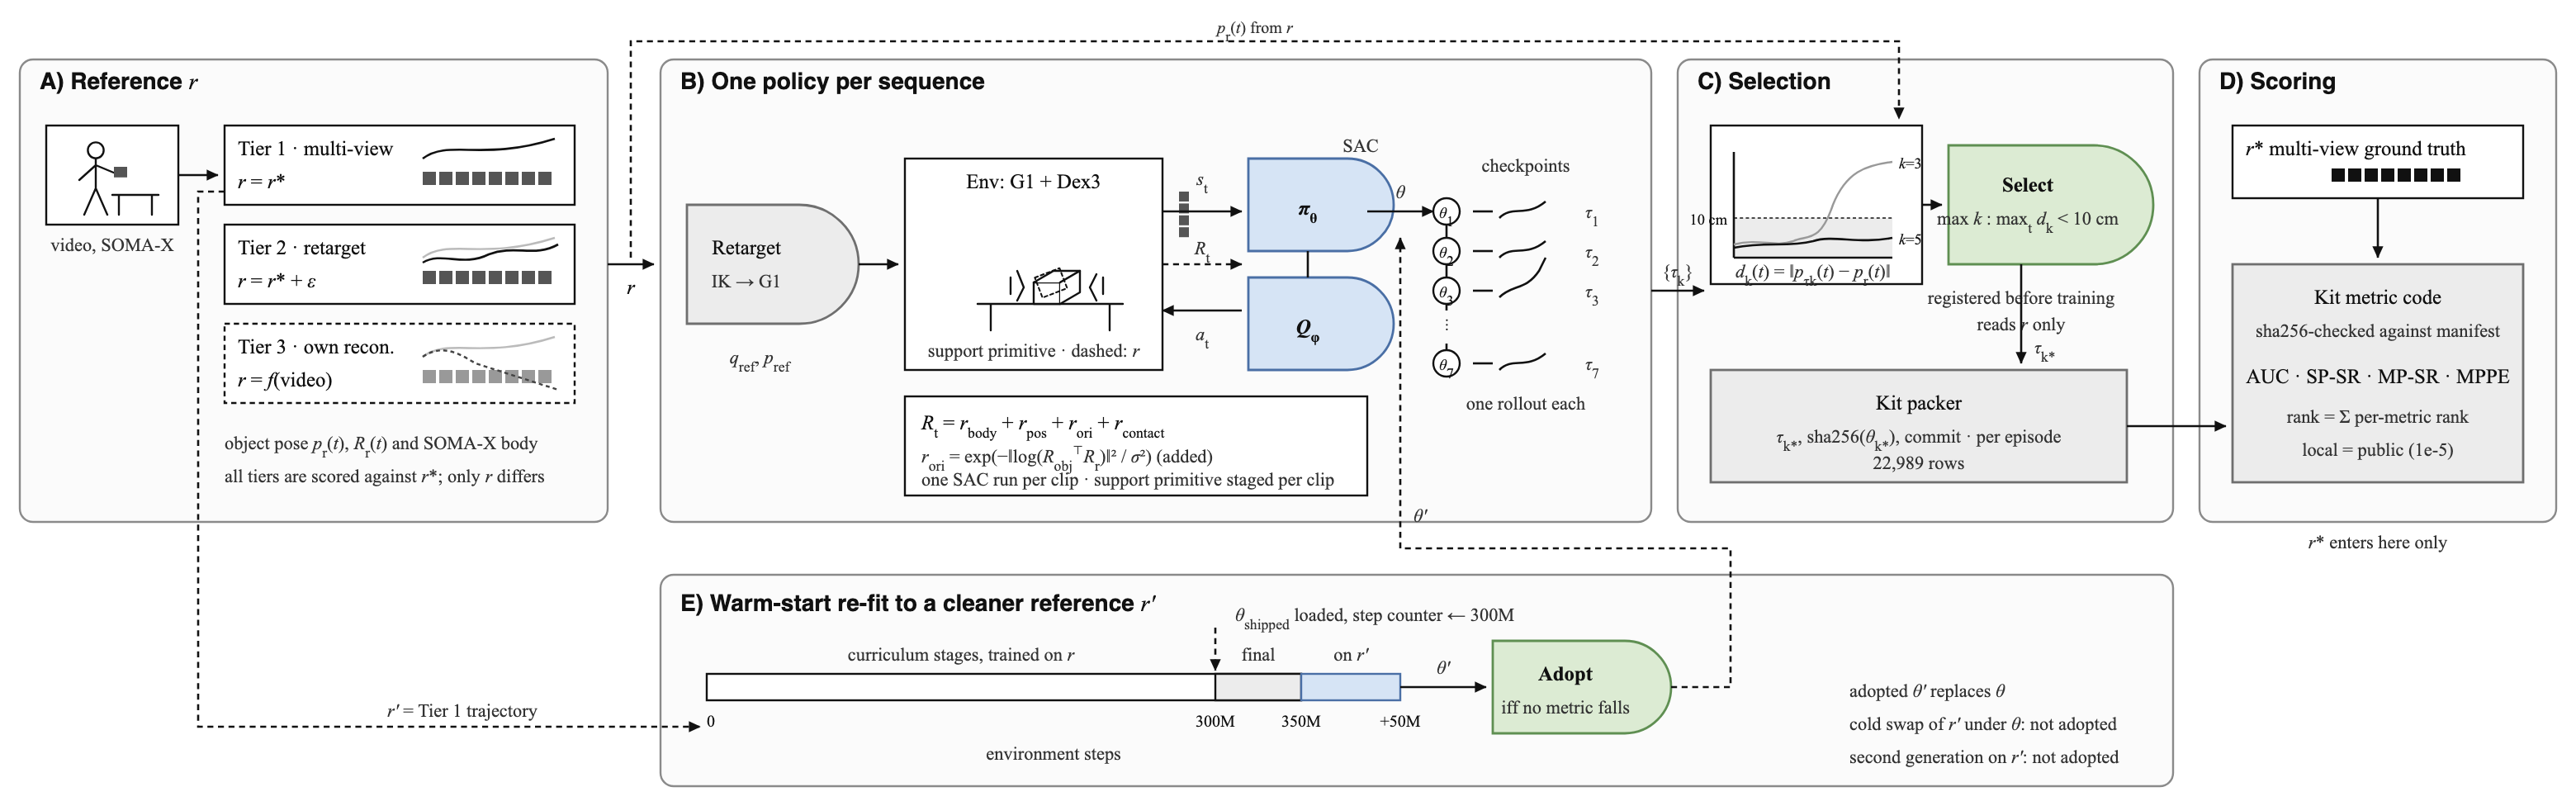 p_r(t) from r
A) Reference r
video, SOMA-X
Tier 1 · multi-view
r = r*
Tier 2 · retarget
r = r* + ε
Tier 3 · own recon.
r = f(video)
object pose p_r(t), R_r(t) and SOMA-X body
all tiers are scored against r*; only r differs
r
B) One policy per sequence
Retarget
IK → G1
q_ref, p_ref
Env: G1 + Dex3
support primitive · dashed: r
s_t
R_t
a_t
SAC
π_θ
Q_φ
θ
checkpoints
θ_1
τ_1
θ_2
τ_2
θ_3
τ_3
⋮
θ_7
τ_7
one rollout each
R_t = r_body + r_pos + r_ori + r_contact
r_ori = exp(−‖log(R_obj^⊤ R_r)‖² / σ²) (added)
one SAC run per clip · support primitive staged per clip
θ′
{τ_k}
C) Selection
10 cm
k=3
k=5
d_k(t) = ‖p_τk(t) − p_r(t)‖
Select
max k : max_t d_k < 10 cm
registered before training
reads r only
τ_k*
Kit packer
τ_k*, sha256(θ_k*), commit · per episode
22,989 rows
D) Scoring
r* multi-view ground truth
Kit metric code
sha256-checked against manifest
AUC · SP-SR · MP-SR · MPPE
rank = Σ per-metric rank
local = public (1e-5)
r* enters here only
E) Warm-start re-fit to a cleaner reference r′
θ_shipped loaded, step counter ← 300M
curriculum stages, trained on r
final
on r′
0
300M
350M
+50M
environment steps
r′ = Tier 1 trajectory
θ′
Adopt
iff no metric falls
adopted θ′ replaces θ
cold swap of r′ under θ: not adopted
second generation on r′: not adopted